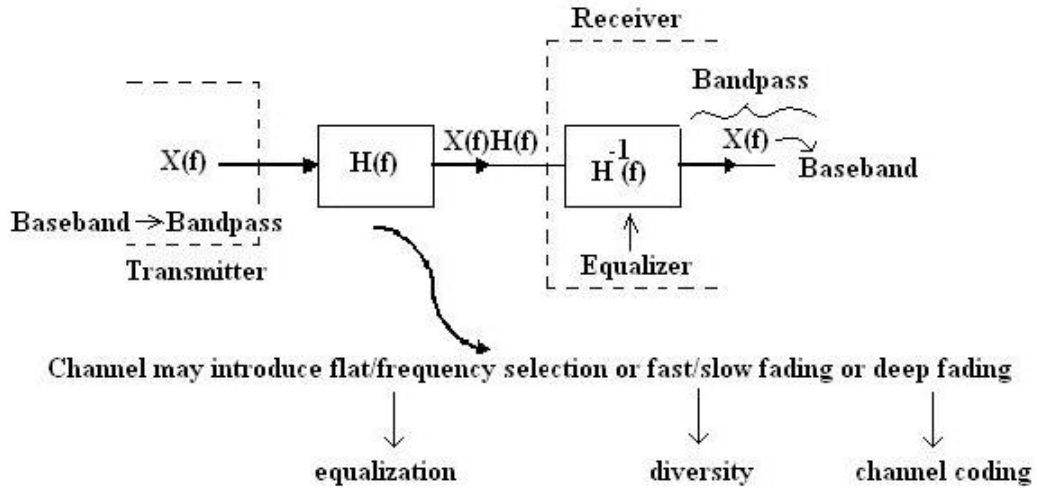 Receiver
Bandpass
X(f)
H(f)
X(f)H(f)
H⁻¹(f)
X(f)
Baseband
Baseband → Bandpass
Transmitter
Equalizer
Channel may introduce flat/frequency selection or fast/slow fading or deep fading
equalization
diversity
channel coding